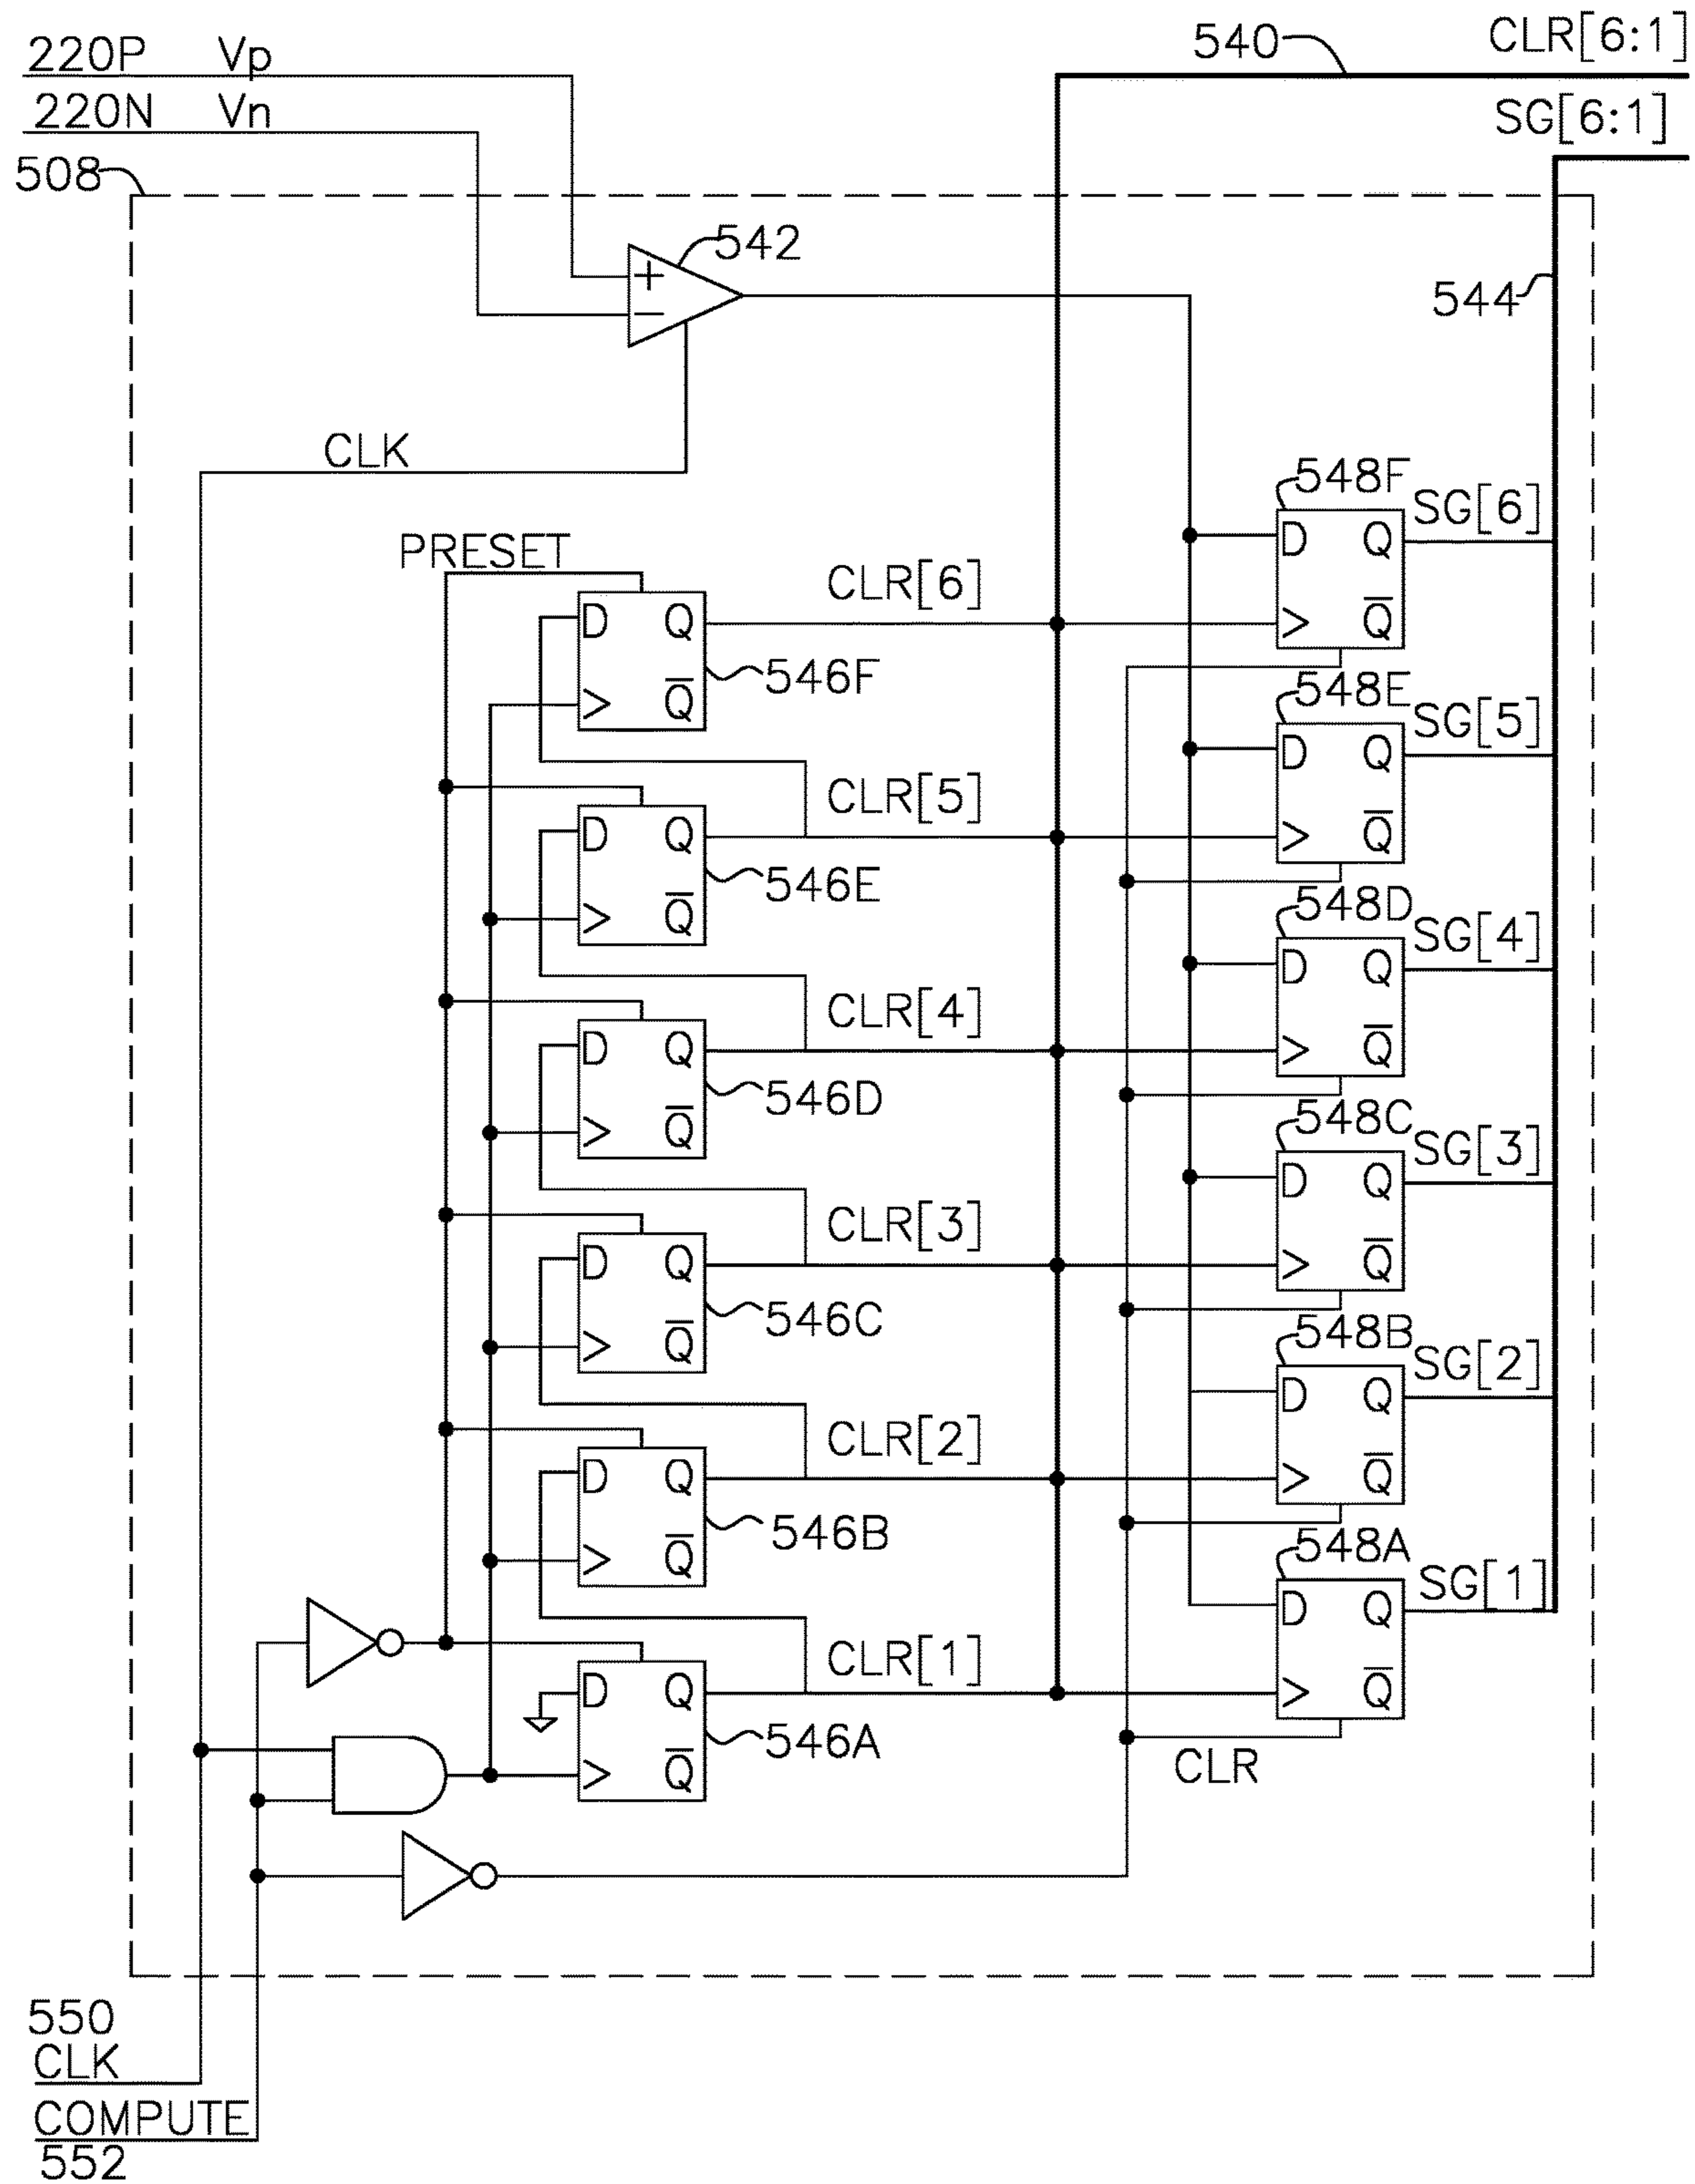 540 CLR[6:1]
220P Vp
220N Vn
SG[6:1]
508
542
+
−
544
CLK
548F
SG[6]
D Q
PRESET
CLR[6]
D Q
> Q̅
546F
> Q̅
548E
SG[5]
D Q
CLR[5]
D Q
> Q̅
546E
> Q̅
548D
SG[4]
D Q
CLR[4]
D Q
> Q̅
546D
> Q̅
548C
SG[3]
D Q
CLR[3]
D Q
> Q̅
546C
> Q̅
548B
SG[2]
D Q
CLR[2]
D Q
> Q̅
546B
> Q̅
548A
SG[1]
D Q
CLR[1]
D Q
> Q̅
546A
> Q̅
CLR
550
CLK
COMPUTE
552